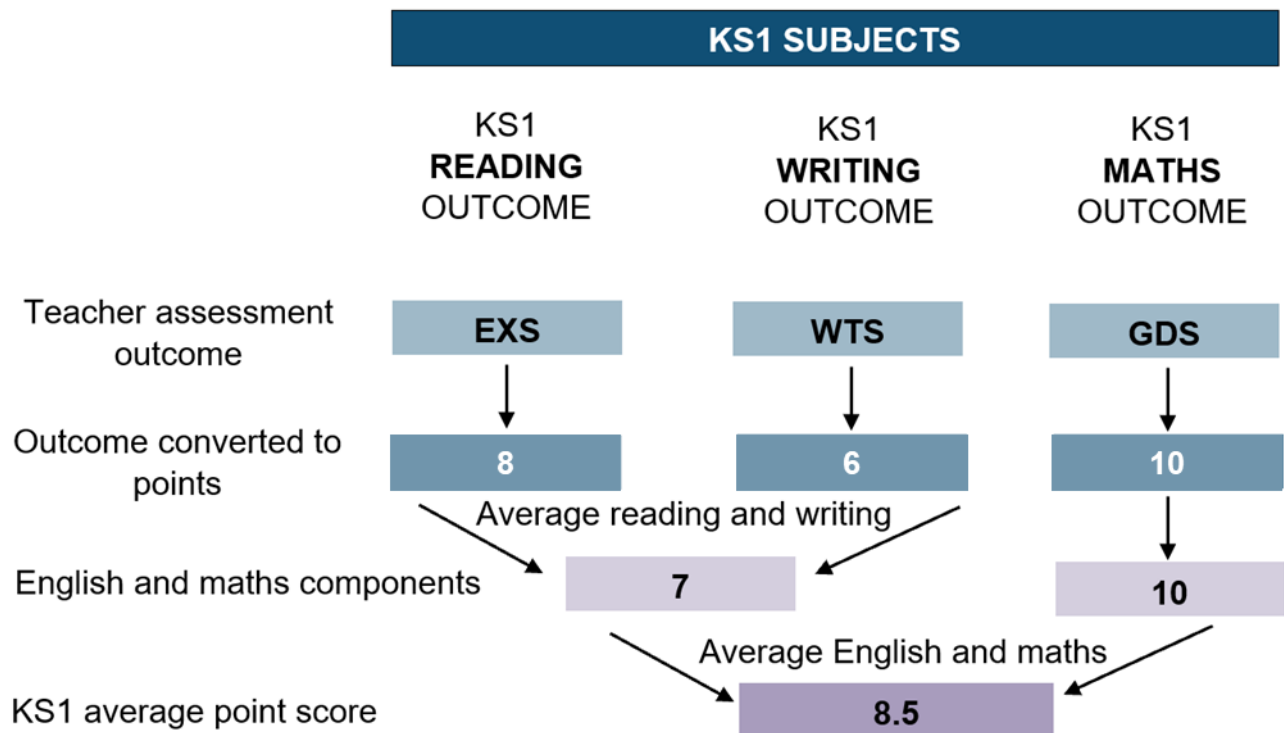 KS1 SUBJECTS
KS1
READING
OUTCOME
KS1
WRITING
OUTCOME
KS1
MATHS
OUTCOME
Teacher assessment
outcome
EXS
WTS
GDS
Outcome converted to
points
8
6
10
Average reading and writing
English and maths components
7
10
Average English and maths
KS1 average point score
8.5